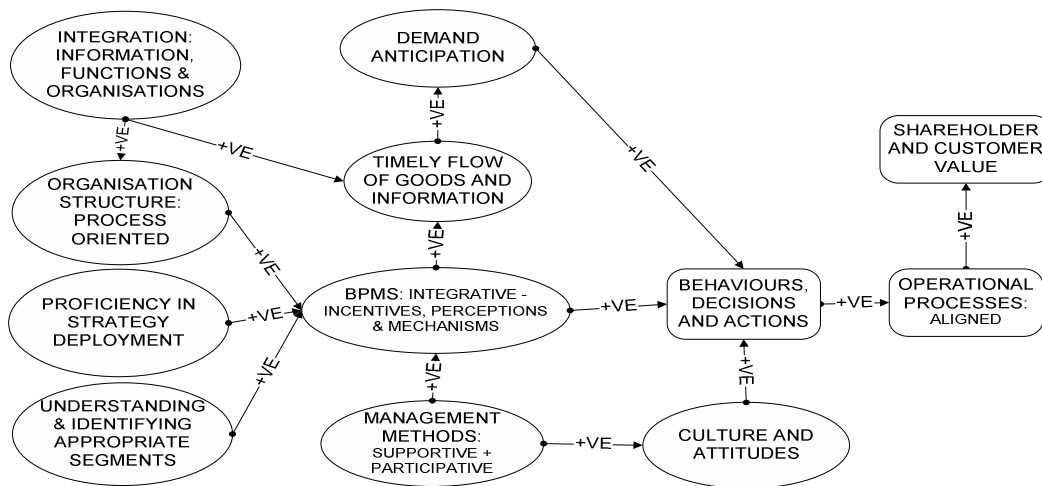 INTEGRATION:
INFORMATION,
FUNCTIONS &
ORGANISATIONS
DEMAND
ANTICIPATION
+VE
+VE
+VE
TIMELY FLOW
OF GOODS AND
INFORMATION
+VE
SHAREHOLDER
AND CUSTOMER
VALUE
ORGANISATION
STRUCTURE:
PROCESS
ORIENTED
+VE
+VE
+VE
PROFICIENCY IN
STRATEGY
DEPLOYMENT
+VE
BPMS: INTEGRATIVE -
INCENTIVES, PERCEPTIONS
& MECHANISMS
+VE
BEHAVIOURS,
DECISIONS
AND ACTIONS
+VE
OPERATIONAL
PROCESSES:
ALIGNED
+VE
+VE
+VE
UNDERSTANDING
& IDENTIFYING
APPROPRIATE
SEGMENTS
MANAGEMENT
METHODS:
SUPPORTIVE +
PARTICIPATIVE
+VE
CULTURE AND
ATTITUDES